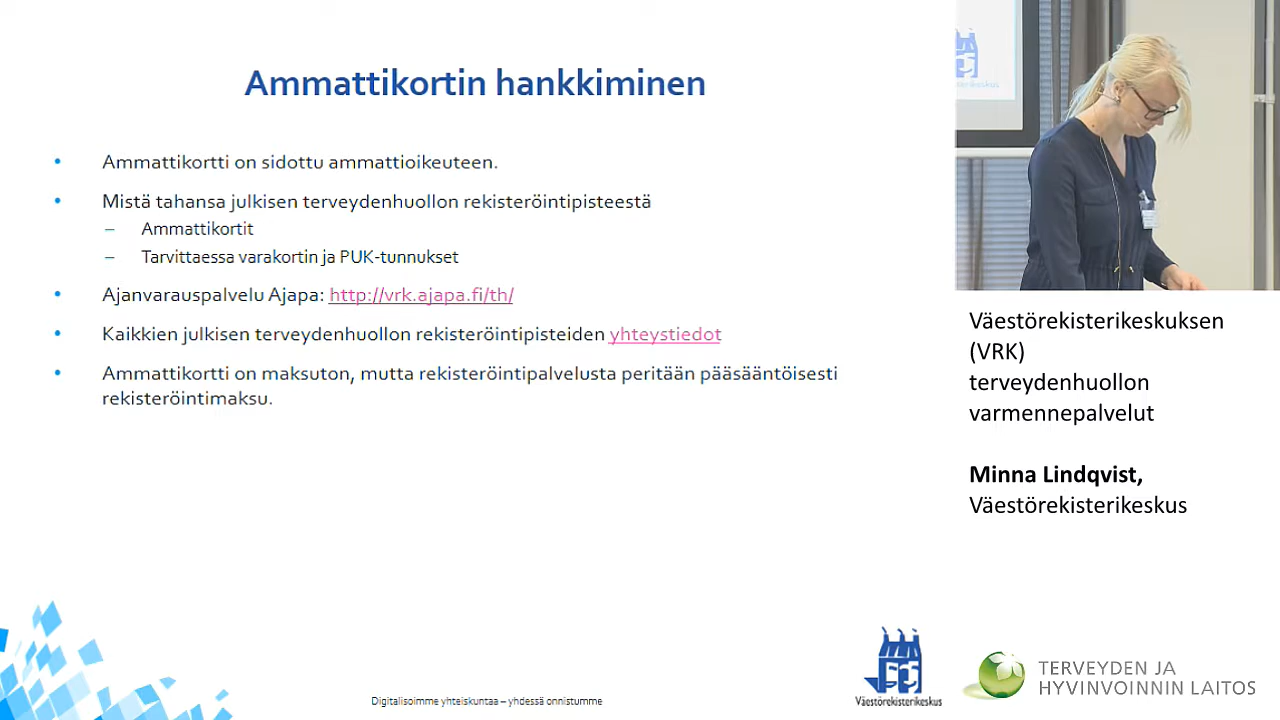 Ammattikortin hankkiminen
• Ammattikortti on sidottu ammattioikeuteen.
• Mistä tahansa julkisen terveydenhuollon rekisteröintipisteestä
– Ammattikortit
– Tarvittaessa varakortin ja PUK-tunnukset
• Ajanvarauspalvelu Ajapa: http://vrk.ajapa.fi/th/
• Kaikkien julkisen terveydenhuollon rekisteröintipisteiden yhteystiedot
• Ammattikortti on maksuton, mutta rekisteröintipalvelusta peritään pääsääntöisesti
rekisteröintimaksu.
Väestörekisterikeskuksen
(VRK)
terveydenhuollon
varmennepalvelut
Minna Lindqvist,
Väestörekisterikeskus
Digitalisoimme yhteiskuntaa – yhdessä onnistumme
Väestörekisterikeskus
TERVEYDEN JA
HYVINVOINNIN LAITOS